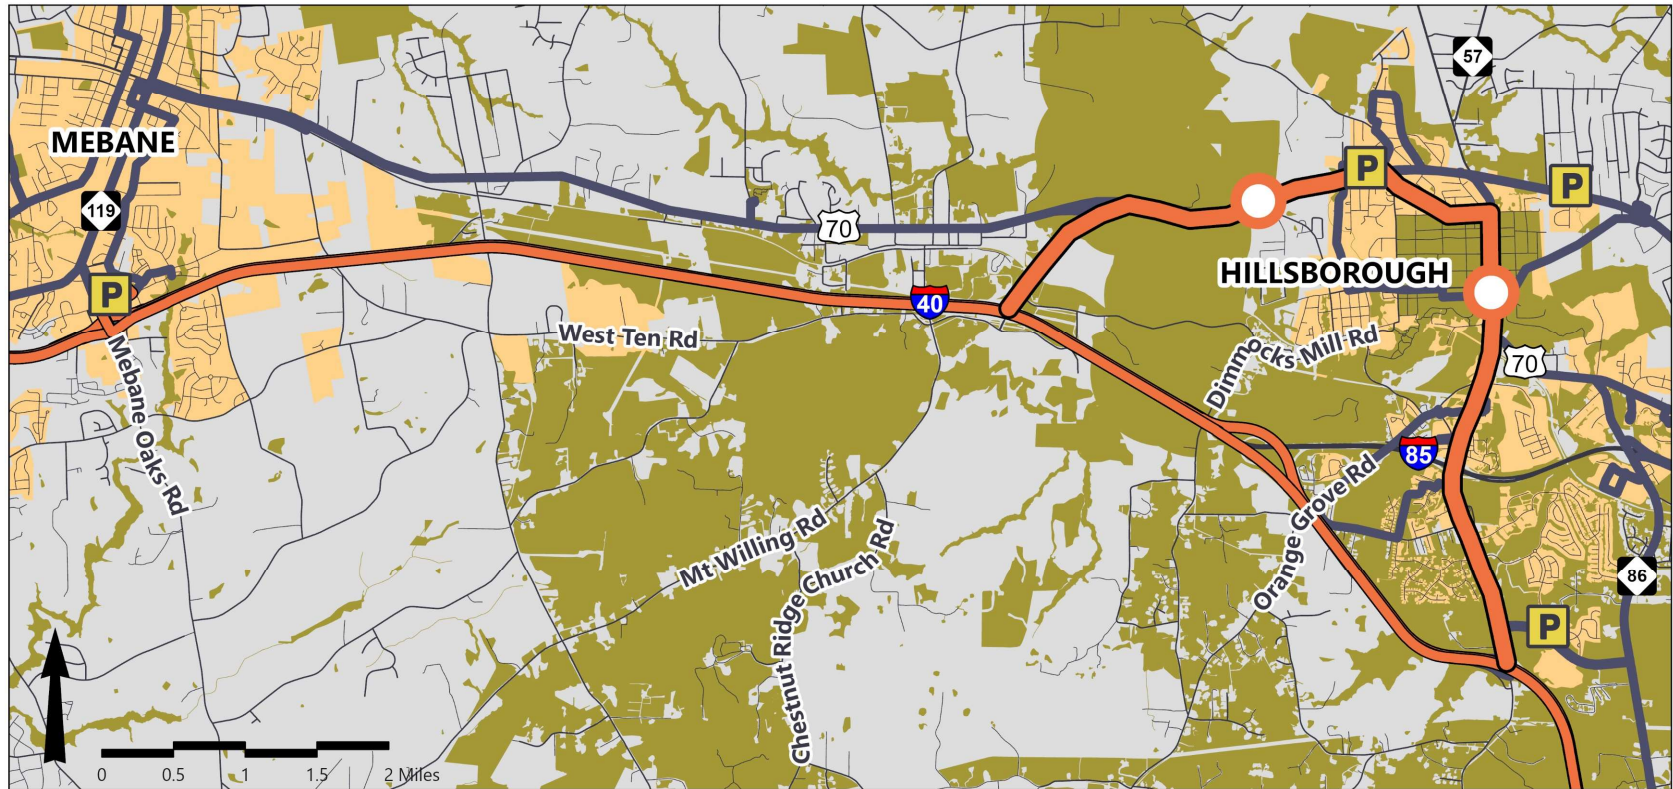 57
MEBANE
P
P
119
70
HILLSBOROUGH
P
40
West Ten Rd
Dimmocks Mill Rd
70
Mebane Oaks Rd
85
Orange Grove Rd
Mt Willing Rd
Chestnut Ridge Church Rd
86
P
0 0.5 1 1.5 2 Miles